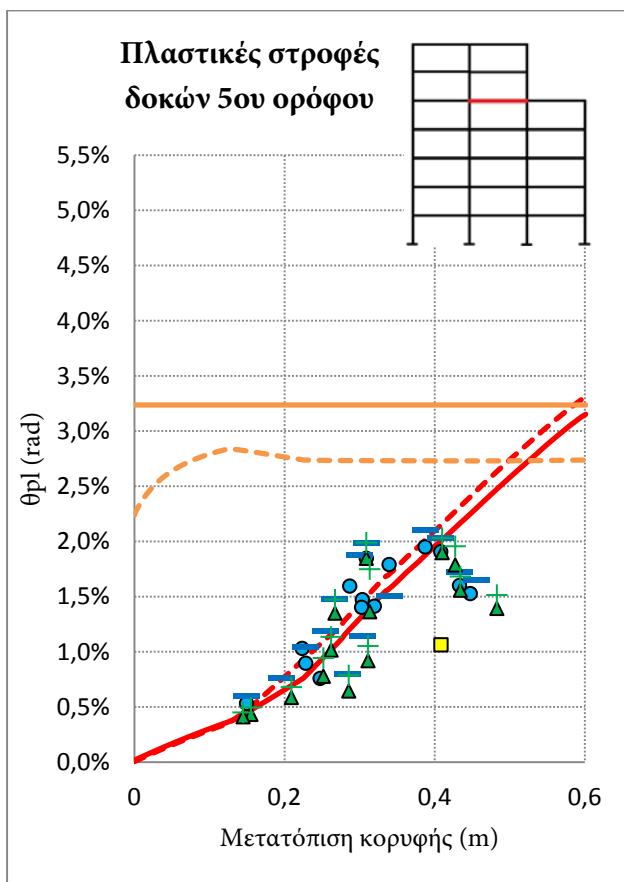 Πλαστικές στροφές
δοκών 5ου ορόφου
5,5%
5,0%
4,5%
4,0%
3,5%
3,0%
2,5%
2,0%
1,5%
1,0%
0,5%
0,0%
θpl (rad)
0 0,2 0,4 0,6
Μετατόπιση κορυφής (m)